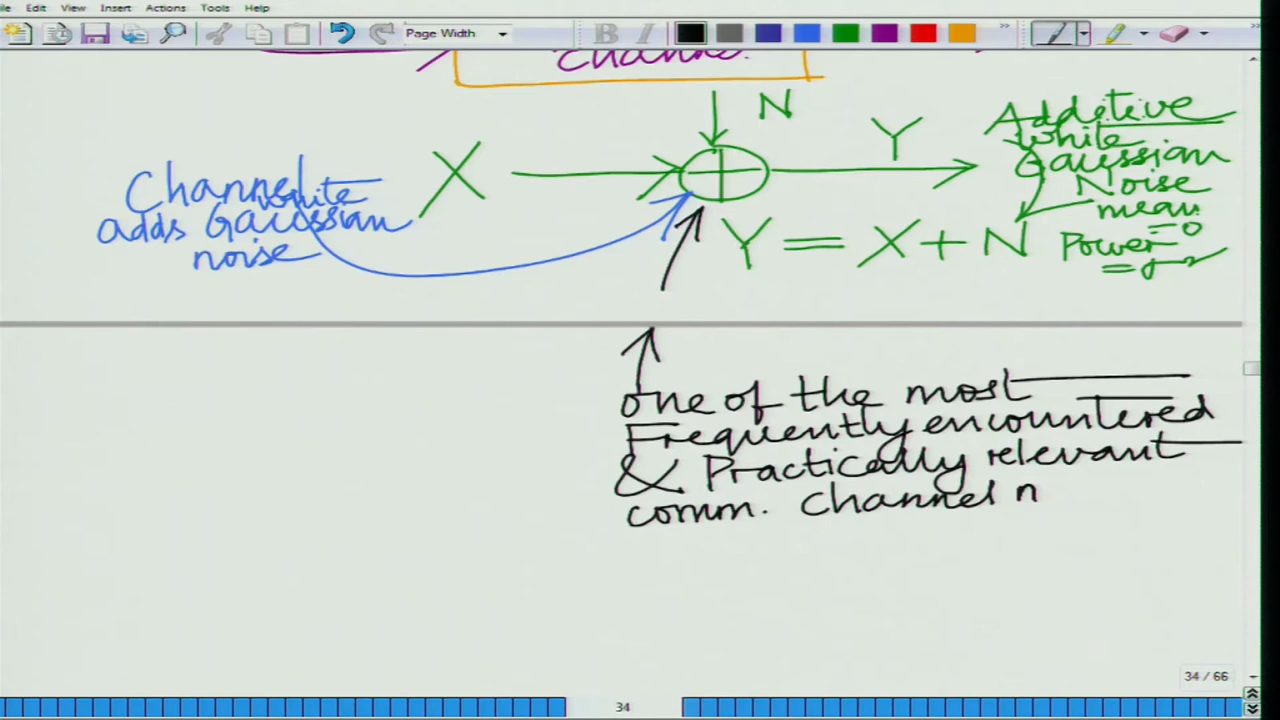 Edit View Insert Actions Tools Help
Page Width
B I
Channel.
N
X
Y
Additive
White
Gaussian
Noise
mean
= 0
Power
Channel
adds white Gaussian
noise
Y = X + N
one of the most
Frequently encountered
& Practically relevant
comm. Channel n
34 / 66
34